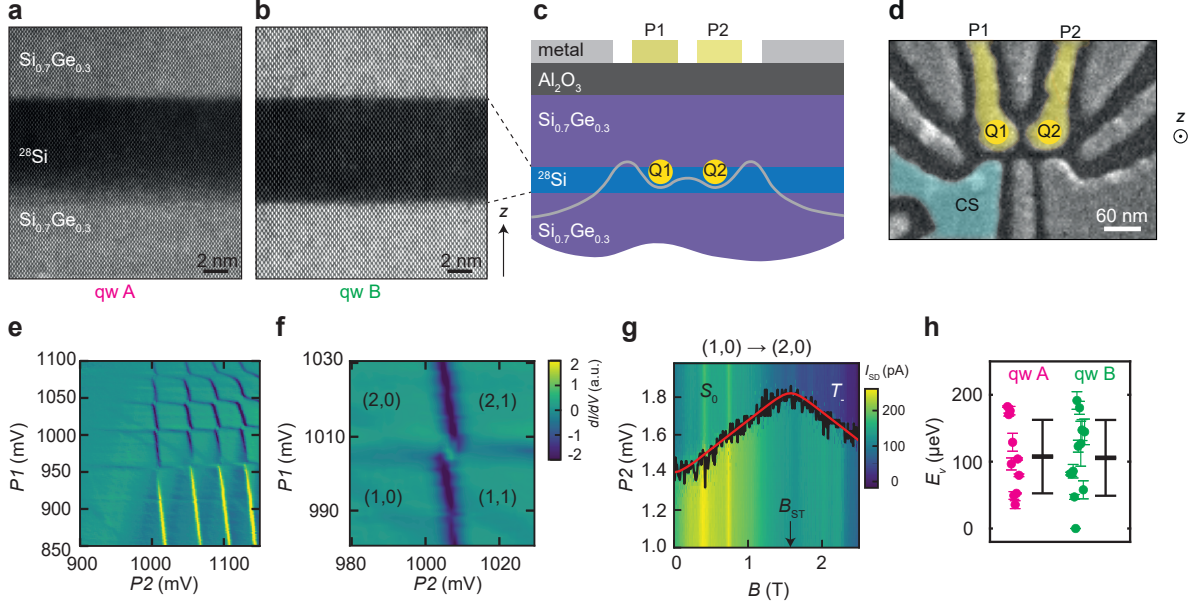 a
Si0.7Ge0.3
28Si
Si0.7Ge0.3
2 nm
qw A
b
z
2 nm
qw B
c
P1 P2
metal
Al2O3
Si0.7Ge0.3
28Si
Q1 Q2
Si0.7Ge0.3
d
P1 P2
Q1 Q2
CS
60 nm
z
e
P1 (mV)
1100
1050
1000
950
900
850
900 1000 1100
P2 (mV)
f
P1 (mV)
1030
1010
990
(2,0) (2,1)
(1,0) (1,1)
980 1000 1020
P2 (mV)
dI/dV (a.u.)
2
1
0
-1
-2
g
(1,0) → (2,0)
P2 (mV)
1.8
1.6
1.4
1.2
1.0
S0
T-
BST
0 1 2
B (T)
ISD (pA)
200
100
0
h
Ev (μeV)
200
100
0
qw A qw B